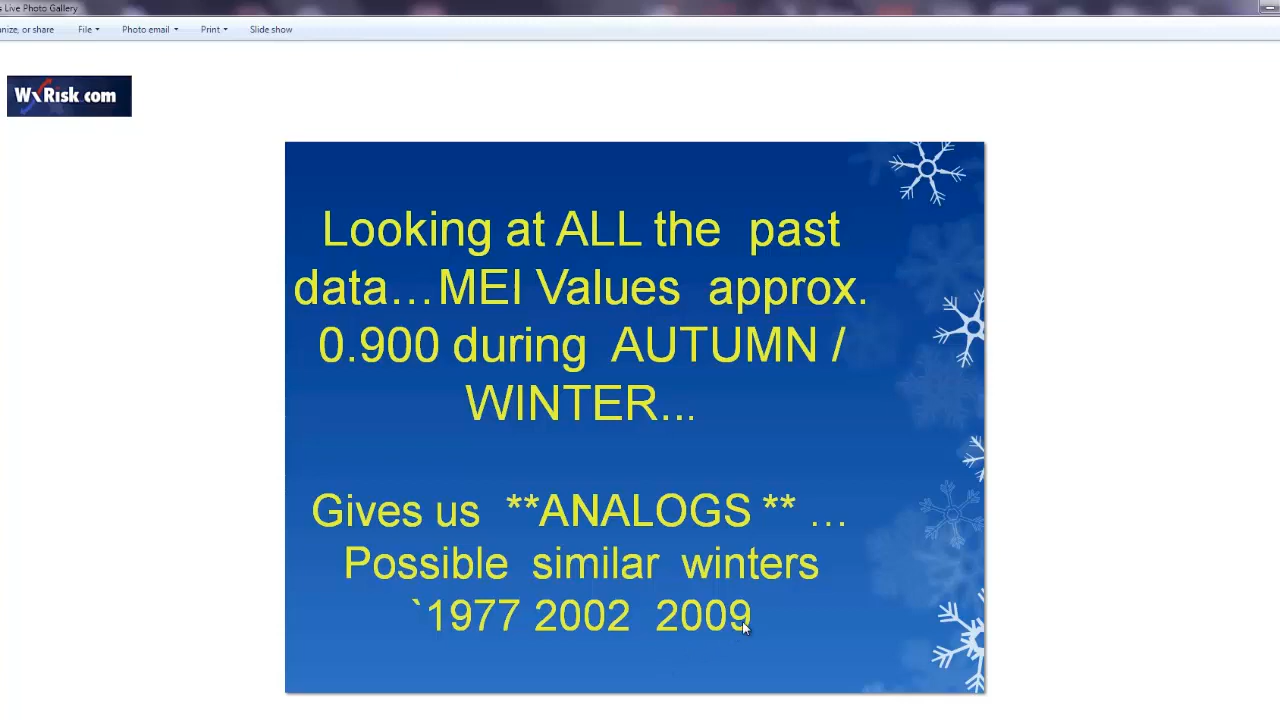 s Live Photo Gallery
nize, or share File Photo email Print Slide show
WxRisk.com
Looking at ALL the past
data...MEI Values approx.
0.900 during AUTUMN /
WINTER...
Gives us **ANALOGS ** ...
Possible similar winters
`1977 2002 2009